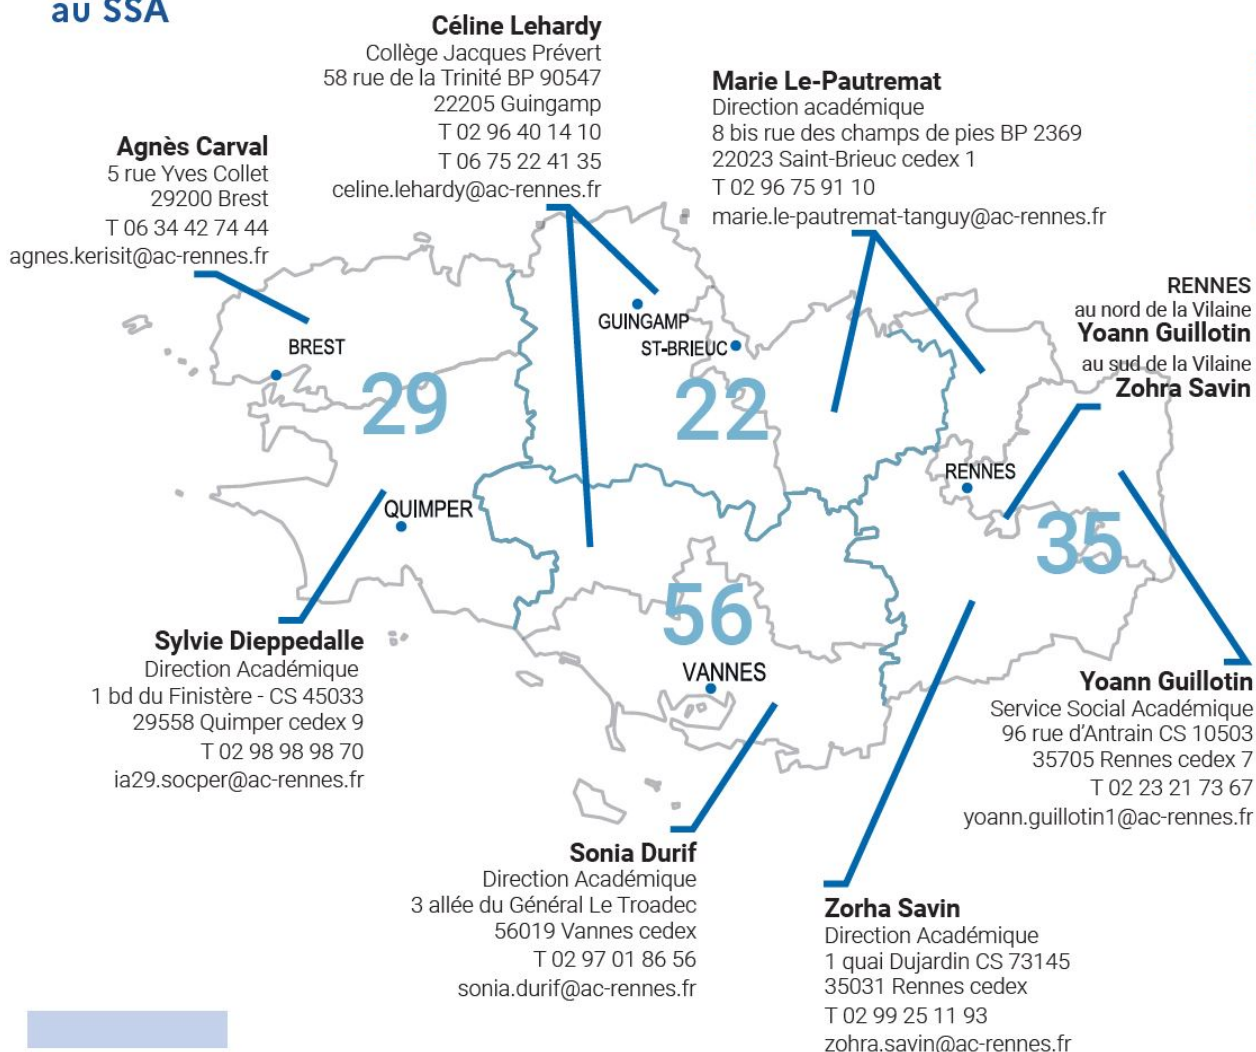 au SSA
Céline Lehardy
Collège Jacques Prévert
58 rue de la Trinité BP 90547
22205 Guingamp
T 02 96 40 14 10
T 06 75 22 41 35
celine.lehardy@ac-rennes.fr
Marie Le-Pautremat
Direction académique
8 bis rue des champs de pies BP 2369
22023 Saint-Brieuc cedex 1
T 02 96 75 91 10
marie.le-pautremat-tanguy@ac-rennes.fr
Agnès Carval
5 rue Yves Collet
29200 Brest
T 06 34 42 74 44
agnes.kerisit@ac-rennes.fr
RENNES
au nord de la Vilaine
Yoann Guillotin
au sud de la Vilaine
Zohra Savin
GUINGAMP
ST-BRIEUC
BREST
29
22
RENNES
QUIMPER
35
56
VANNES
Sylvie Dieppedalle
Direction Académique
1 bd du Finistère - CS 45033
29558 Quimper cedex 9
T 02 98 98 98 70
ia29.socper@ac-rennes.fr
Yoann Guillotin
Service Social Académique
96 rue d'Antrain CS 10503
35705 Rennes cedex 7
T 02 23 21 73 67
yoann.guillotin1@ac-rennes.fr
Sonia Durif
Direction Académique
3 allée du Général Le Troadec
56019 Vannes cedex
T 02 97 01 86 56
sonia.durif@ac-rennes.fr
Zorha Savin
Direction Académique
1 quai Dujardin CS 73145
35031 Rennes cedex
T 02 99 25 11 93
zohra.savin@ac-rennes.fr